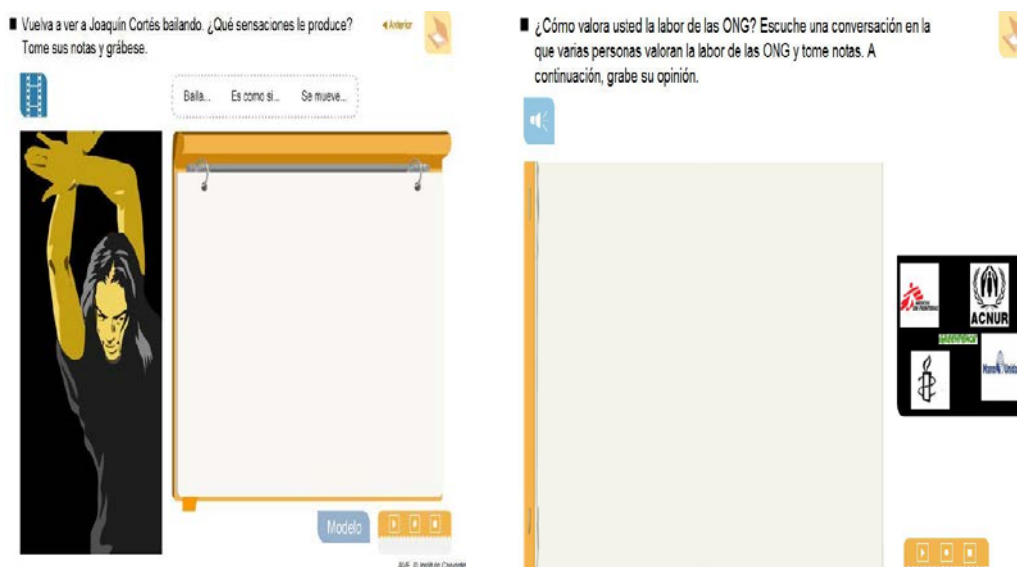 ■ Vuelva a ver a Joaquín Cortés bailando. ¿Qué sensaciones le produce?
Tome sus notas y grábese.
Anterior
Baila... Es como si... Se mueve...
Modelo
■ ¿Cómo valora usted la labor de las ONG? Escuche una conversación en la
que varias personas valoran la labor de las ONG y tome notas. A
continuación, grabe su opinión.
ACNUR